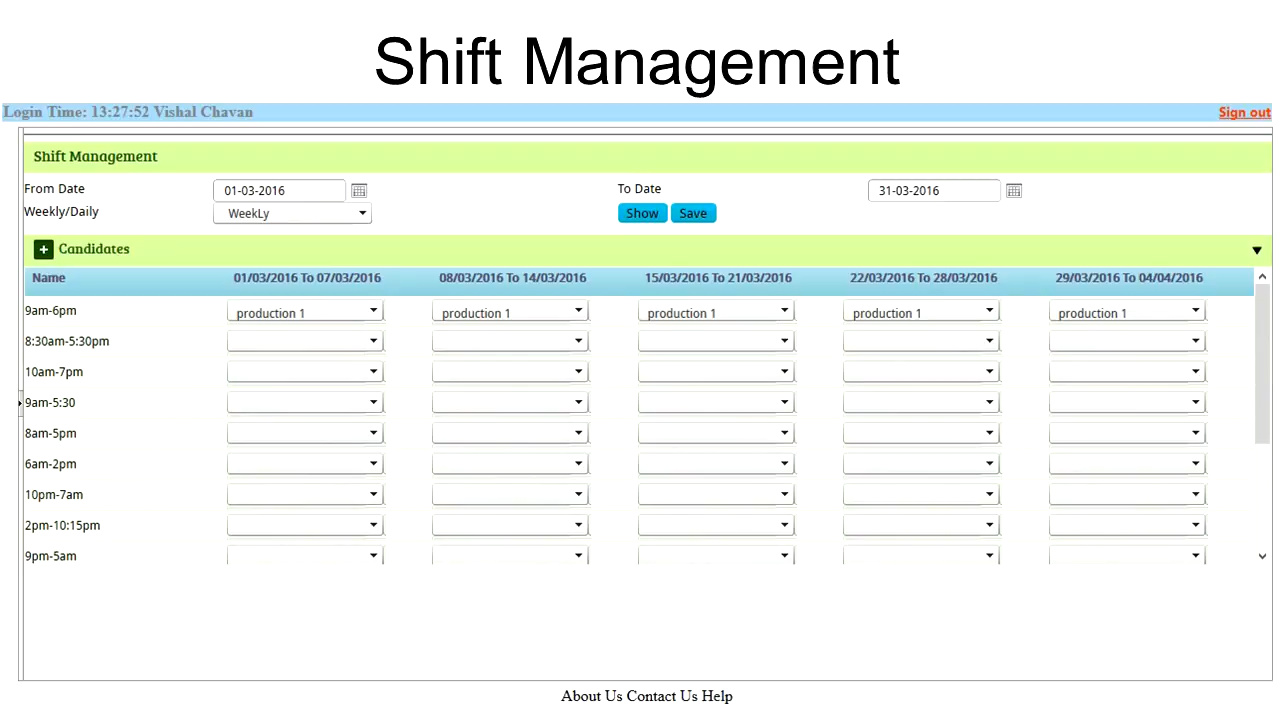 Shift Management
Login Time: 13:27:52 Vishal Chavan Sign out
Shift Management
From Date 01-03-2016 To Date 31-03-2016
Weekly/Daily WeekLy Show Save
+ Candidates
Name 01/03/2016 To 07/03/2016 08/03/2016 To 14/03/2016 15/03/2016 To 21/03/2016 22/03/2016 To 28/03/2016 29/03/2016 To 04/04/2016
9am-6pm production 1 production 1 production 1 production 1 production 1
8:30am-5:30pm
10am-7pm
9am-5:30
8am-5pm
6am-2pm
10pm-7am
2pm-10:15pm
9pm-5am
About Us Contact Us Help